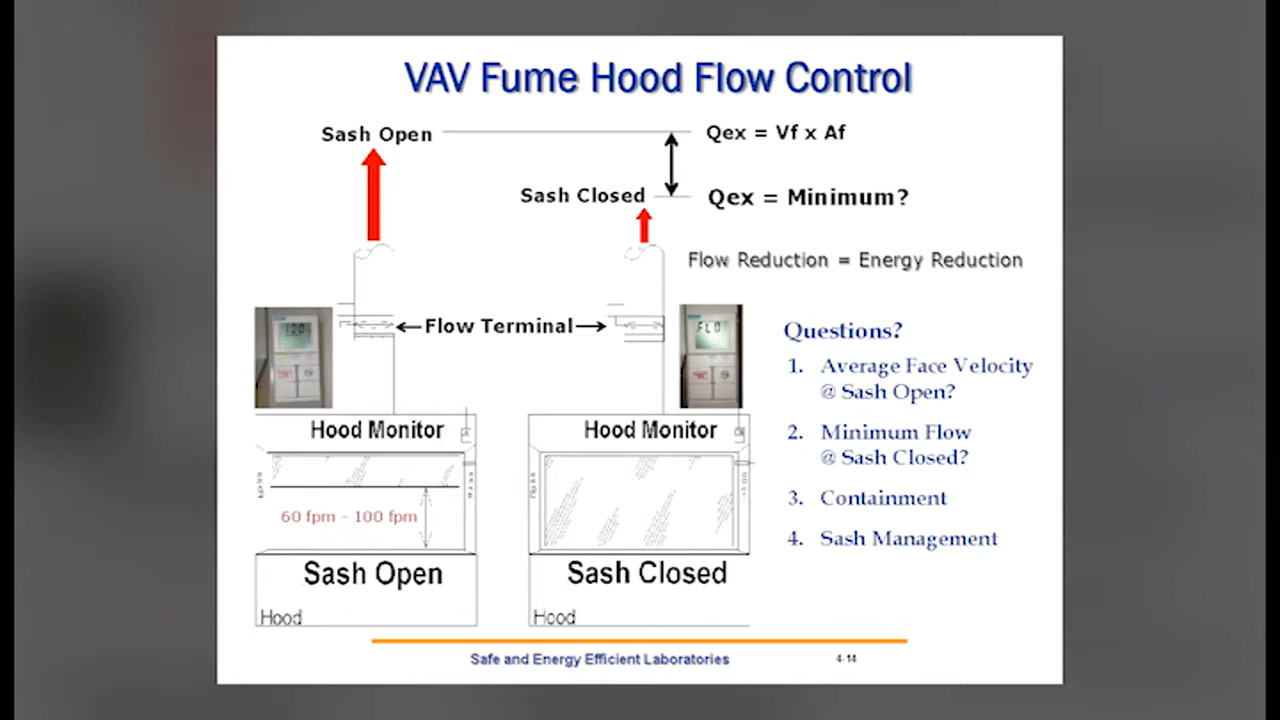 VAV Fume Hood Flow Control
Sash Open
Qex = Vf x Af
Sash Closed
Qex = Minimum?
Flow Reduction = Energy Reduction
100
Flow Terminal
FLO
Questions?
1. Average Face Velocity
@ Sash Open?
2. Minimum Flow
@ Sash Closed?
3. Containment
4. Sash Management
Hood Monitor
Hood Monitor
60 fpm - 100 fpm
Sash Open
Sash Closed
Hood
Hood
Safe and Energy Efficient Laboratories
4-14